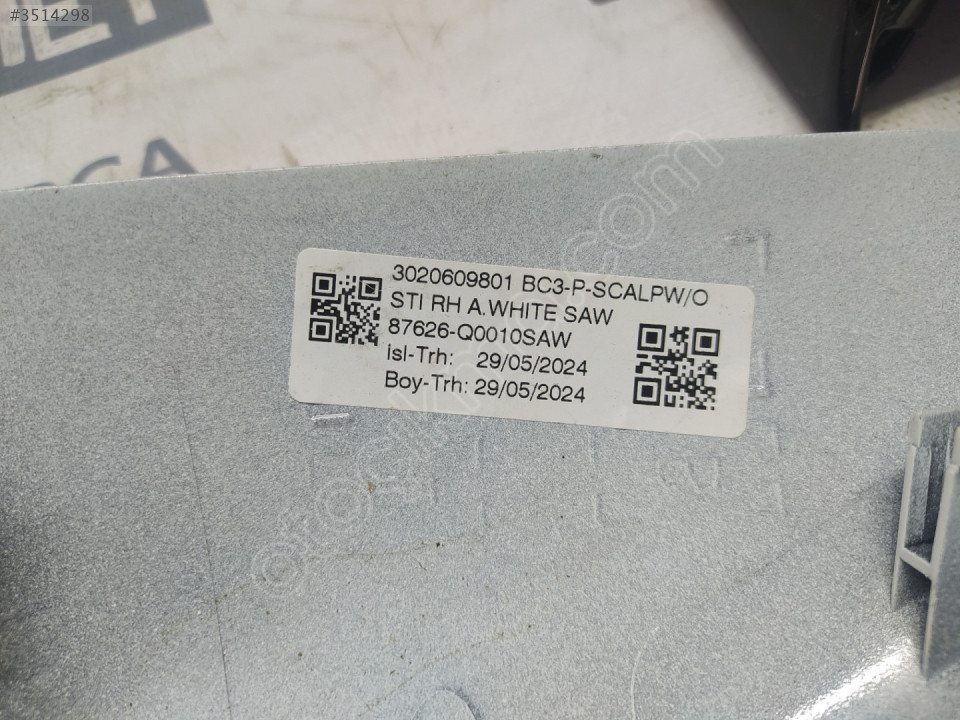 #3514298
3020609801 BC3-P-SCALPW/O
STI RH A.WHITE SAW
87626-Q0010SAW
isl-Trh: 29/05/2024
Boy-Trh: 29/05/2024